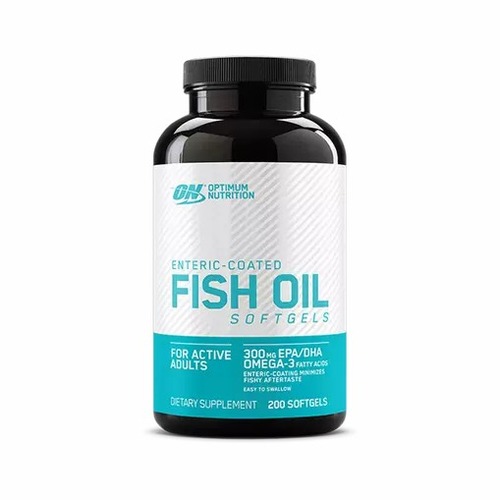 ON OPTIMUM
NUTRITION
ENTERIC-COATED
FISH OIL
SOFTGELS
FOR ACTIVE
ADULTS
300MG EPA/DHA
OMEGA-3 FATTY ACIDS
ENTERIC-COATING MINIMIZES
FISHY AFTERTASTE
EASY TO SWALLOW
DIETARY SUPPLEMENT
200 SOFTGELS